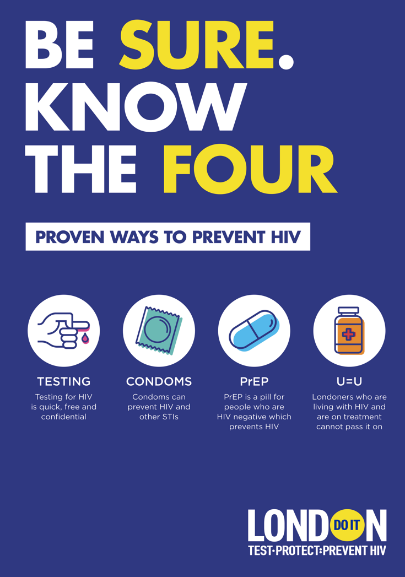 BE SURE.
KNOW
THE FOUR
PROVEN WAYS TO PREVENT HIV
TESTING
Testing for HIV
is quick, free and
confidential
CONDOMS
Condoms can
prevent HIV and
other STIs
PrEP
PrEP is a pill for
people who are
HIV negative which
prevents HIV
U=U
Londoners who are
living with HIV and
are on treatment
cannot pass it on
LONDON
DO IT
TEST•PROTECT=PREVENT HIV